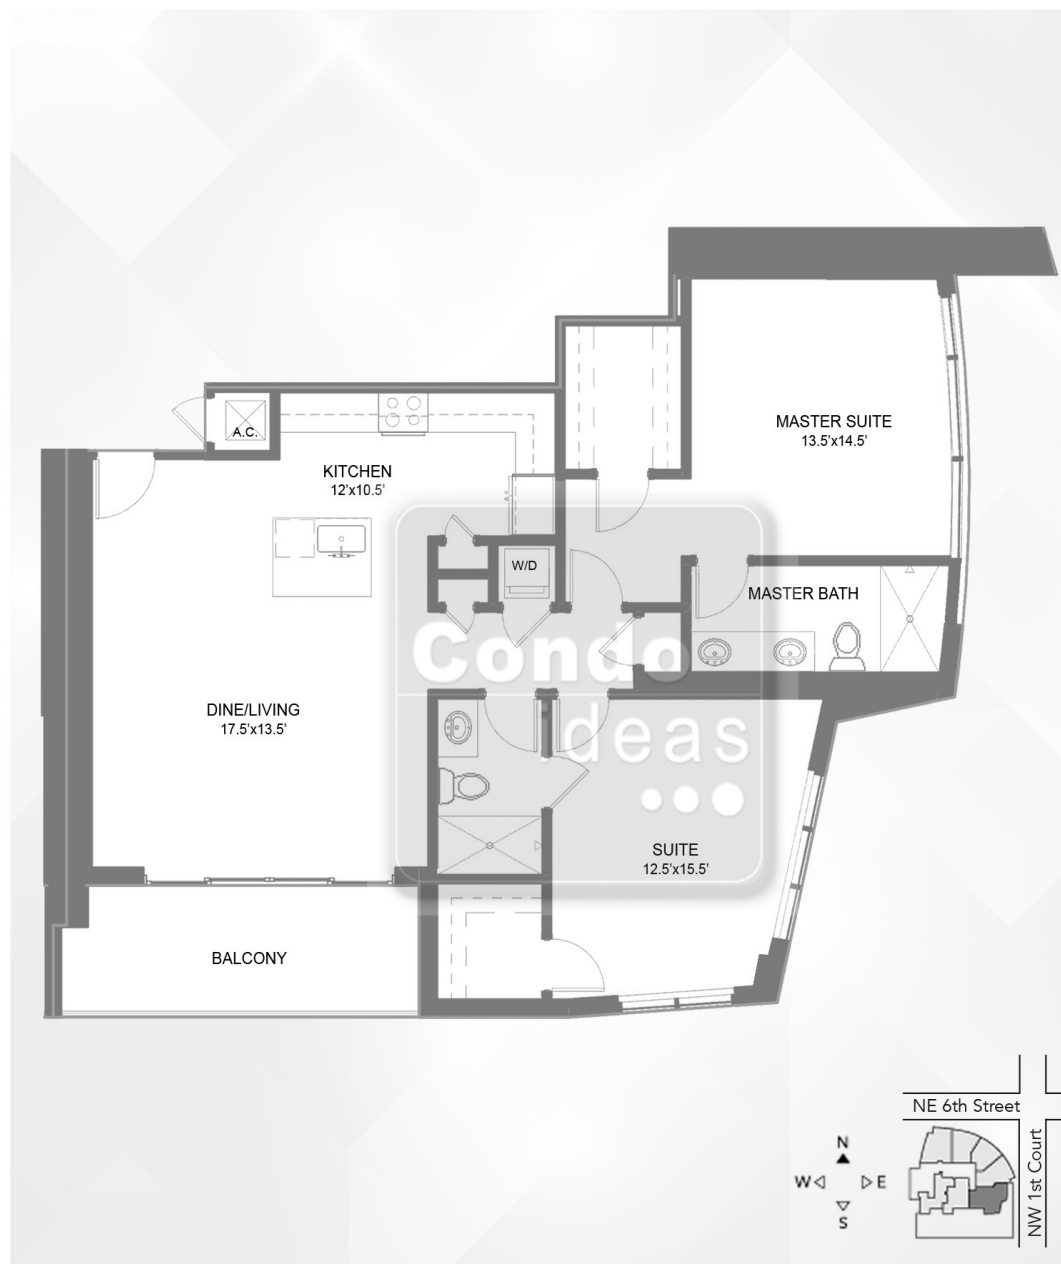 MASTER SUITE
13.5'x14.5'
A.C.
KITCHEN
12'x10.5'
W/D
MASTER BATH
Condo
ideas
DINE/LIVING
17.5'x13.5'
SUITE
12.5'x15.5'
BALCONY
NE 6th Street
NW 1st Court
N
W E
S